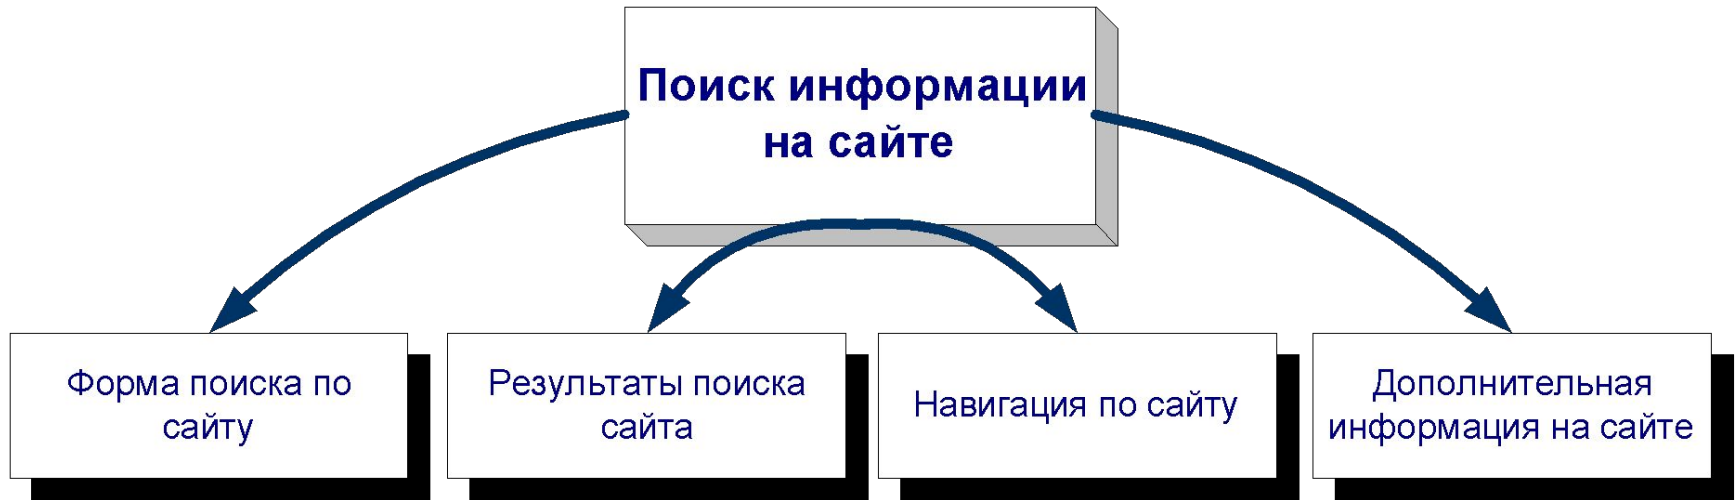 Поиск информации
на сайте
Форма поиска по
сайту
Результаты поиска
сайта
Навигация по сайту
Дополнительная
информация на сайте